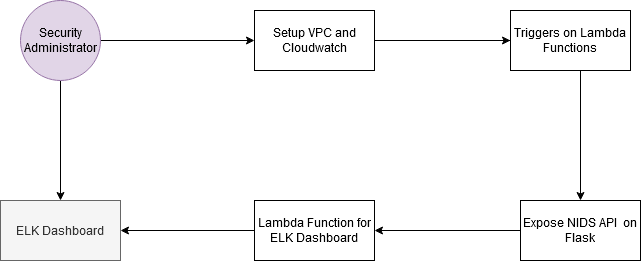 Security
Administrator
Setup VPC and
Cloudwatch
Triggers on Lambda
Functions
ELK Dashboard
Lambda Function for
ELK Dashboard
Expose NIDS API on
Flask